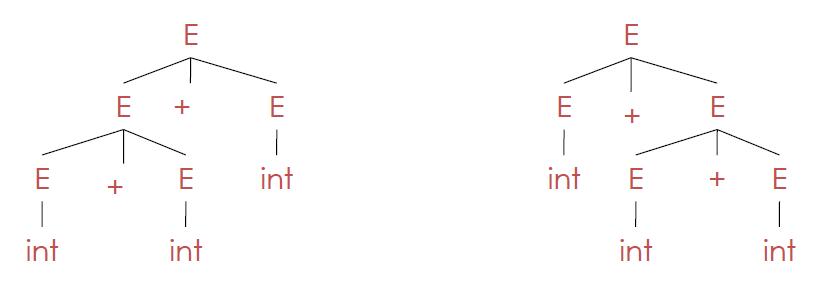 E E
E + E E + E
E + E int int E + E
int int int int